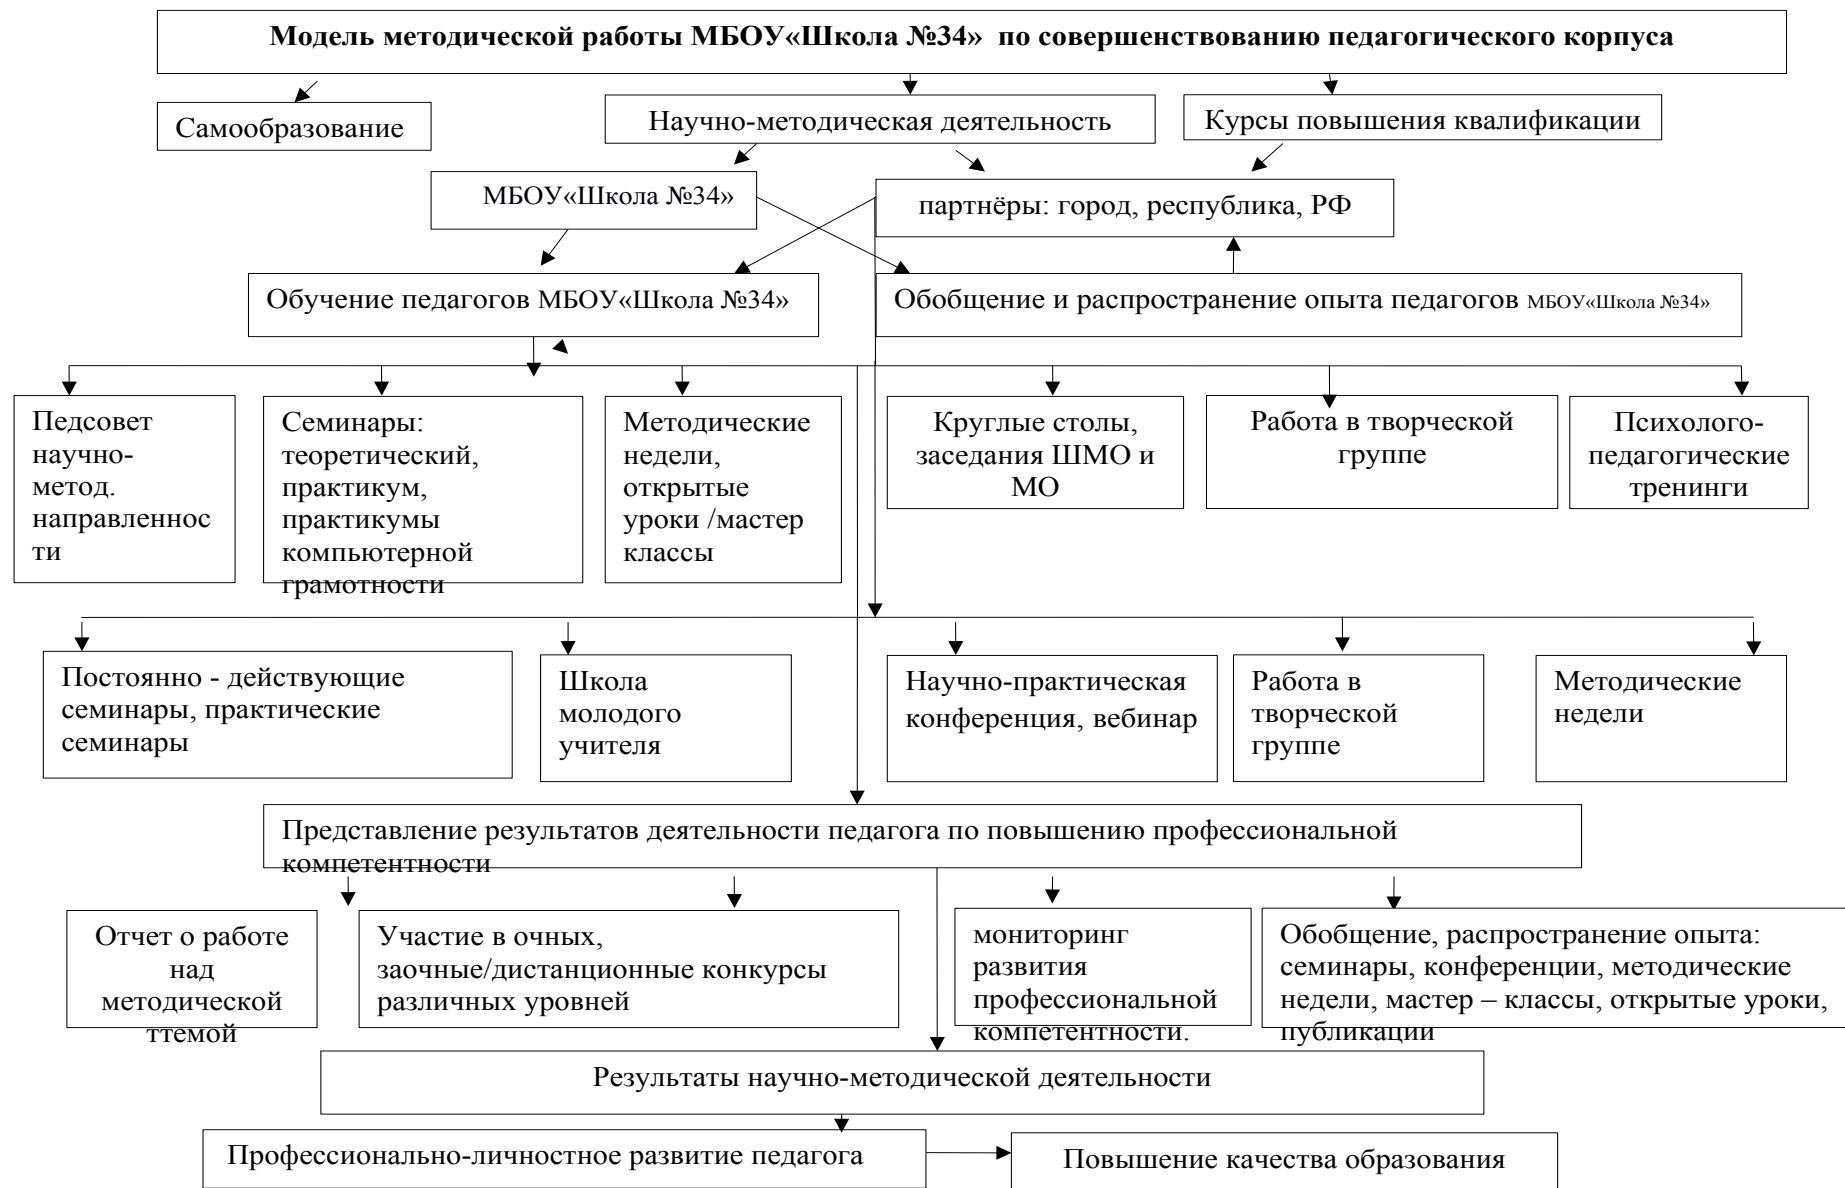 Модель методической работы МБОУ«Школа №34» по совершенствованию педагогического корпуса
Самообразование
Научно-методическая деятельность
Курсы повышения квалификации
МБОУ«Школа №34»
партнёры: город, республика, РФ
Обучение педагогов МБОУ«Школа №34»
Обобщение и распространение опыта педагогов МБОУ«Школа №34»
Педсовет
научно-
метод.
направленнос
ти
Семинары:
теоретический,
практикум,
практикумы
компьютерной
грамотности
Методические
недели,
открытые
уроки /мастер
классы
Круглые столы,
заседания ШМО и
МО
Работа в творческой
группе
Психолого-
педагогические
тренинги
Постоянно - действующие
семинары, практические
семинары
Школа
молодого
учителя
Научно-практическая
конференция, вебинар
Работа в
творческой
группе
Методические
недели
Представление результатов деятельности педагога по повышению профессиональной
компетентности
Отчет о работе
над
методической
ттемой
Участие в очных,
заочные/дистанционные конкурсы
различных уровней
мониторинг
развития
профессиональной
компетентности.
Обобщение, распространение опыта:
семинары, конференции, методические
недели, мастер – классы, открытые уроки,
публикации
Результаты научно-методической деятельности
Профессионально-личностное развитие педагога
Повышение качества образования